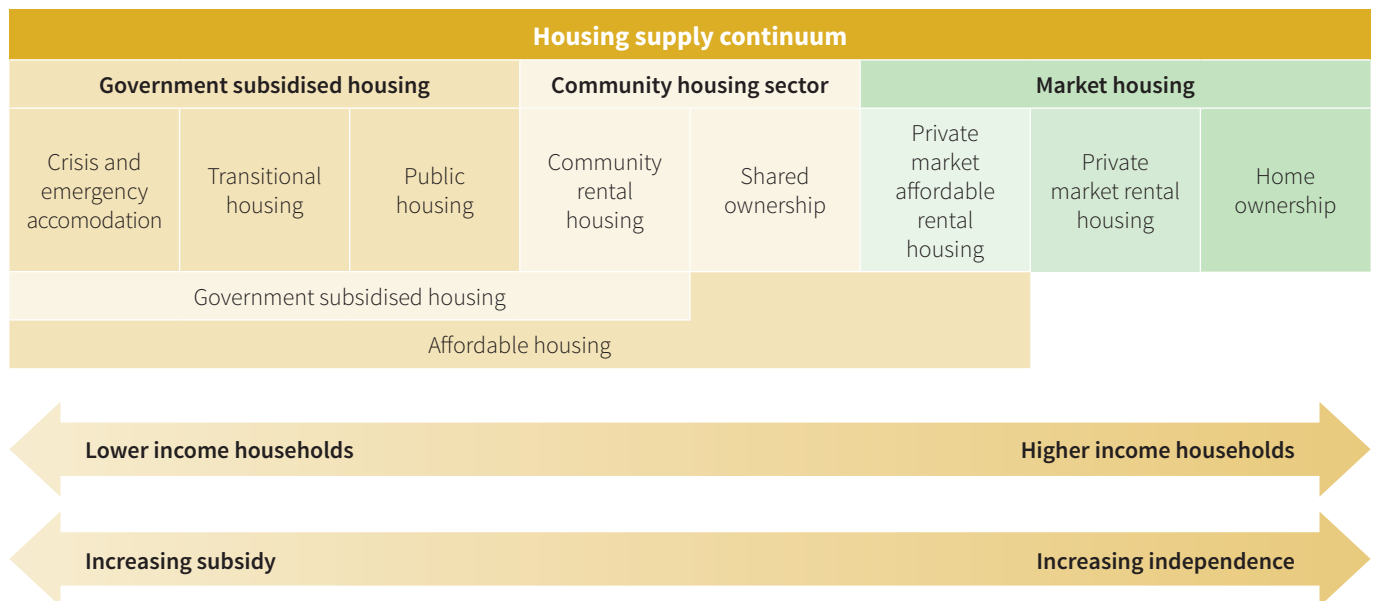 Housing supply continuum
Government subsidised housing
Community housing sector
Market housing
Crisis and
emergency
accomodation
Transitional
housing
Public
housing
Community
rental
housing
Shared
ownership
Private
market
affordable
rental
housing
Private
market rental
housing
Home
ownership
Government subsidised housing
Affordable housing
Lower income households
Higher income households
Increasing subsidy
Increasing independence